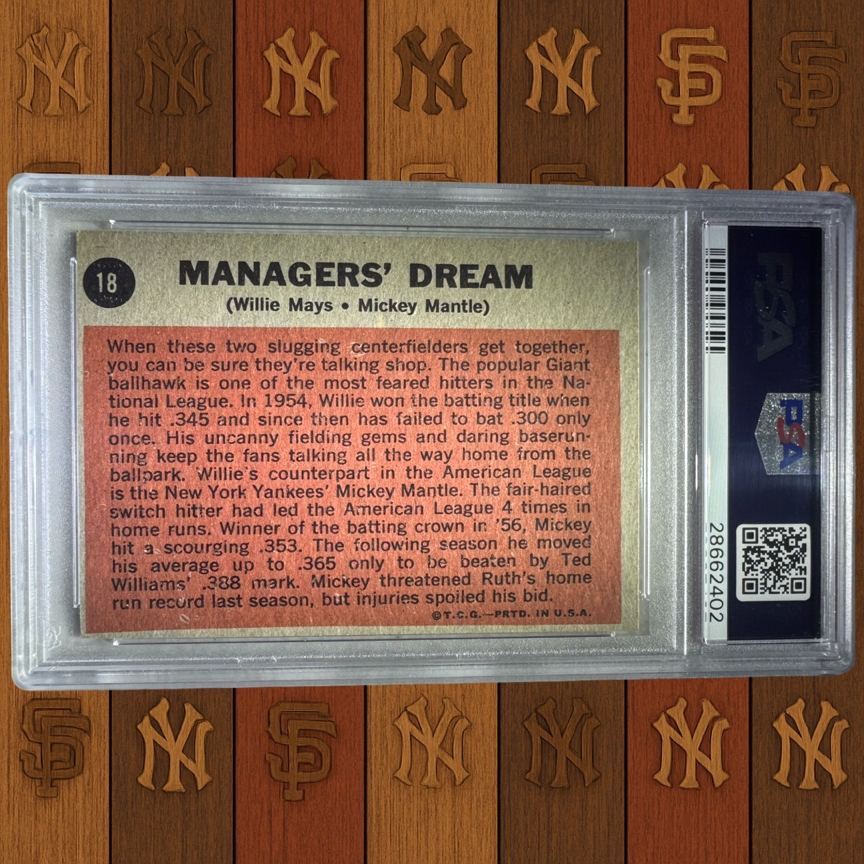 18
MANAGERS' DREAM
(Willie Mays • Mickey Mantle)
When these two slugging centerfielders get together,
you can be sure they're talking shop. The popular Giant
ballhawk is one of the most feared hitters in the Na-
tional League. In 1954, Willie won the batting title when
he hit .345 and since then has failed to bat .300 only
once. His uncanny fielding gems and daring baserun-
ning keep the fans talking all the way home from the
ballpark. Willie's counterpart in the American League
is the New York Yankees' Mickey Mantle. The fair-haired
switch hitter had led the American League 4 times in
home runs. Winner of the batting crown in '56, Mickey
hit a scourging .353. The following season he moved
his average up to .365 only to be beaten by Ted
Williams' .388 mark. Mickey threatened Ruth's home
run record last season, but injuries spoiled his bid.
©T.C.G.—PRTD. IN U.S.A.
PSA
PSA
28662402